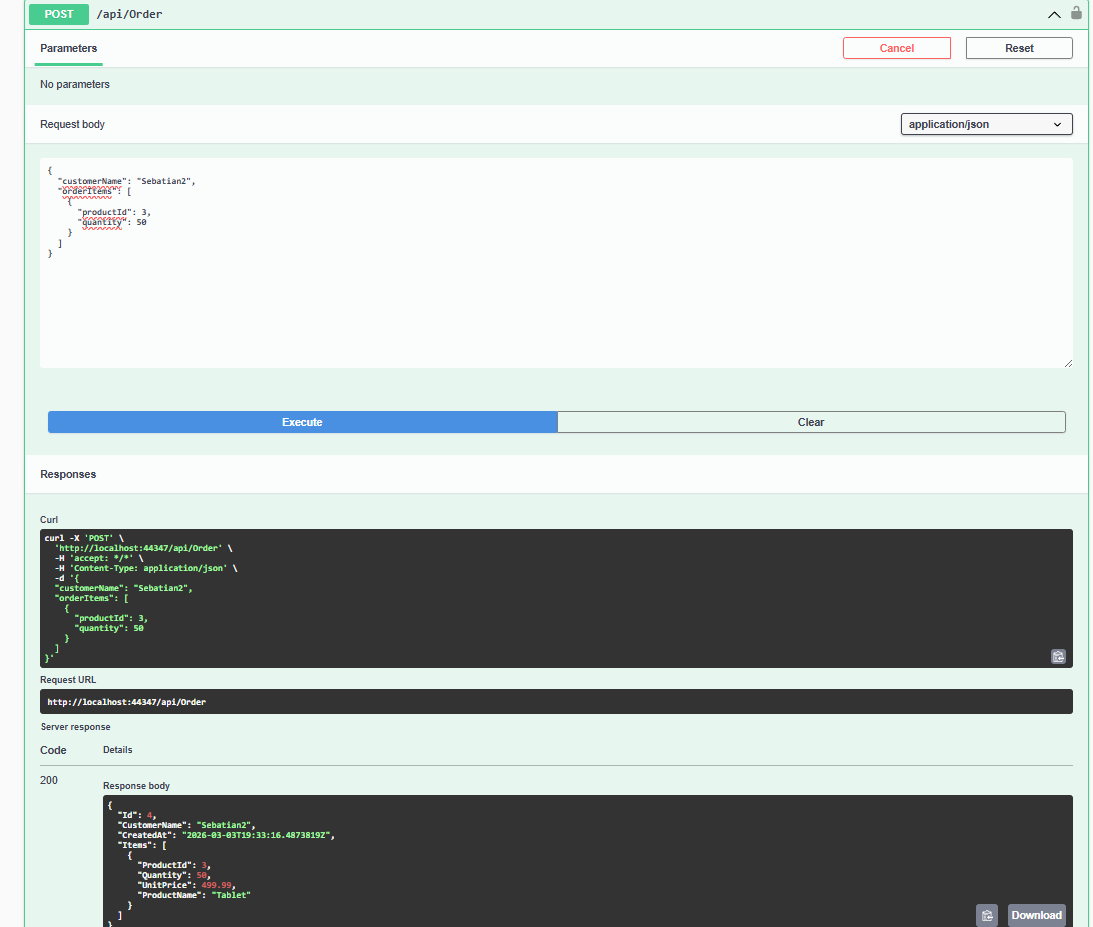 POST /api/Order
Parameters
Cancel
Reset
No parameters
Request body
application/json
{
  "customerName": "Sebatian2",
  "orderItems": [
    {
      "productId": 3,
      "quantity": 50
    }
  ]
}
Execute
Clear
Responses
Curl
curl -X 'POST' \
  'http://localhost:44347/api/Order' \
  -H 'accept: */*' \
  -H 'Content-Type: application/json' \
  -d '{
  "customerName": "Sebatian2",
  "orderItems": [
    {
      "productId": 3,
      "quantity": 50
    }
  ]
}'
Request URL
http://localhost:44347/api/Order
Server response
Code Details
200
Response body
{
  "Id": 4,
  "CustomerName": "Sebatian2",
  "CreatedAt": "2026-03-03T19:33:16.4873819Z",
  "Items": [
    {
      "ProductId": 3,
      "Quantity": 50,
      "UnitPrice": 499.99,
      "ProductName": "Tablet"
    }
  ]
}
Download